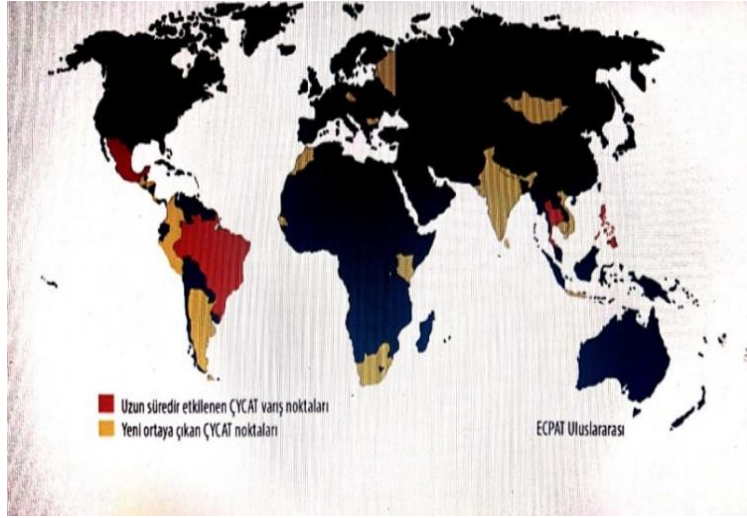 Uzun süredir etkilenen ÇYCAT varış noktaları
Yeni ortaya çıkan ÇYCAT noktaları
ECPAT Uluslararası